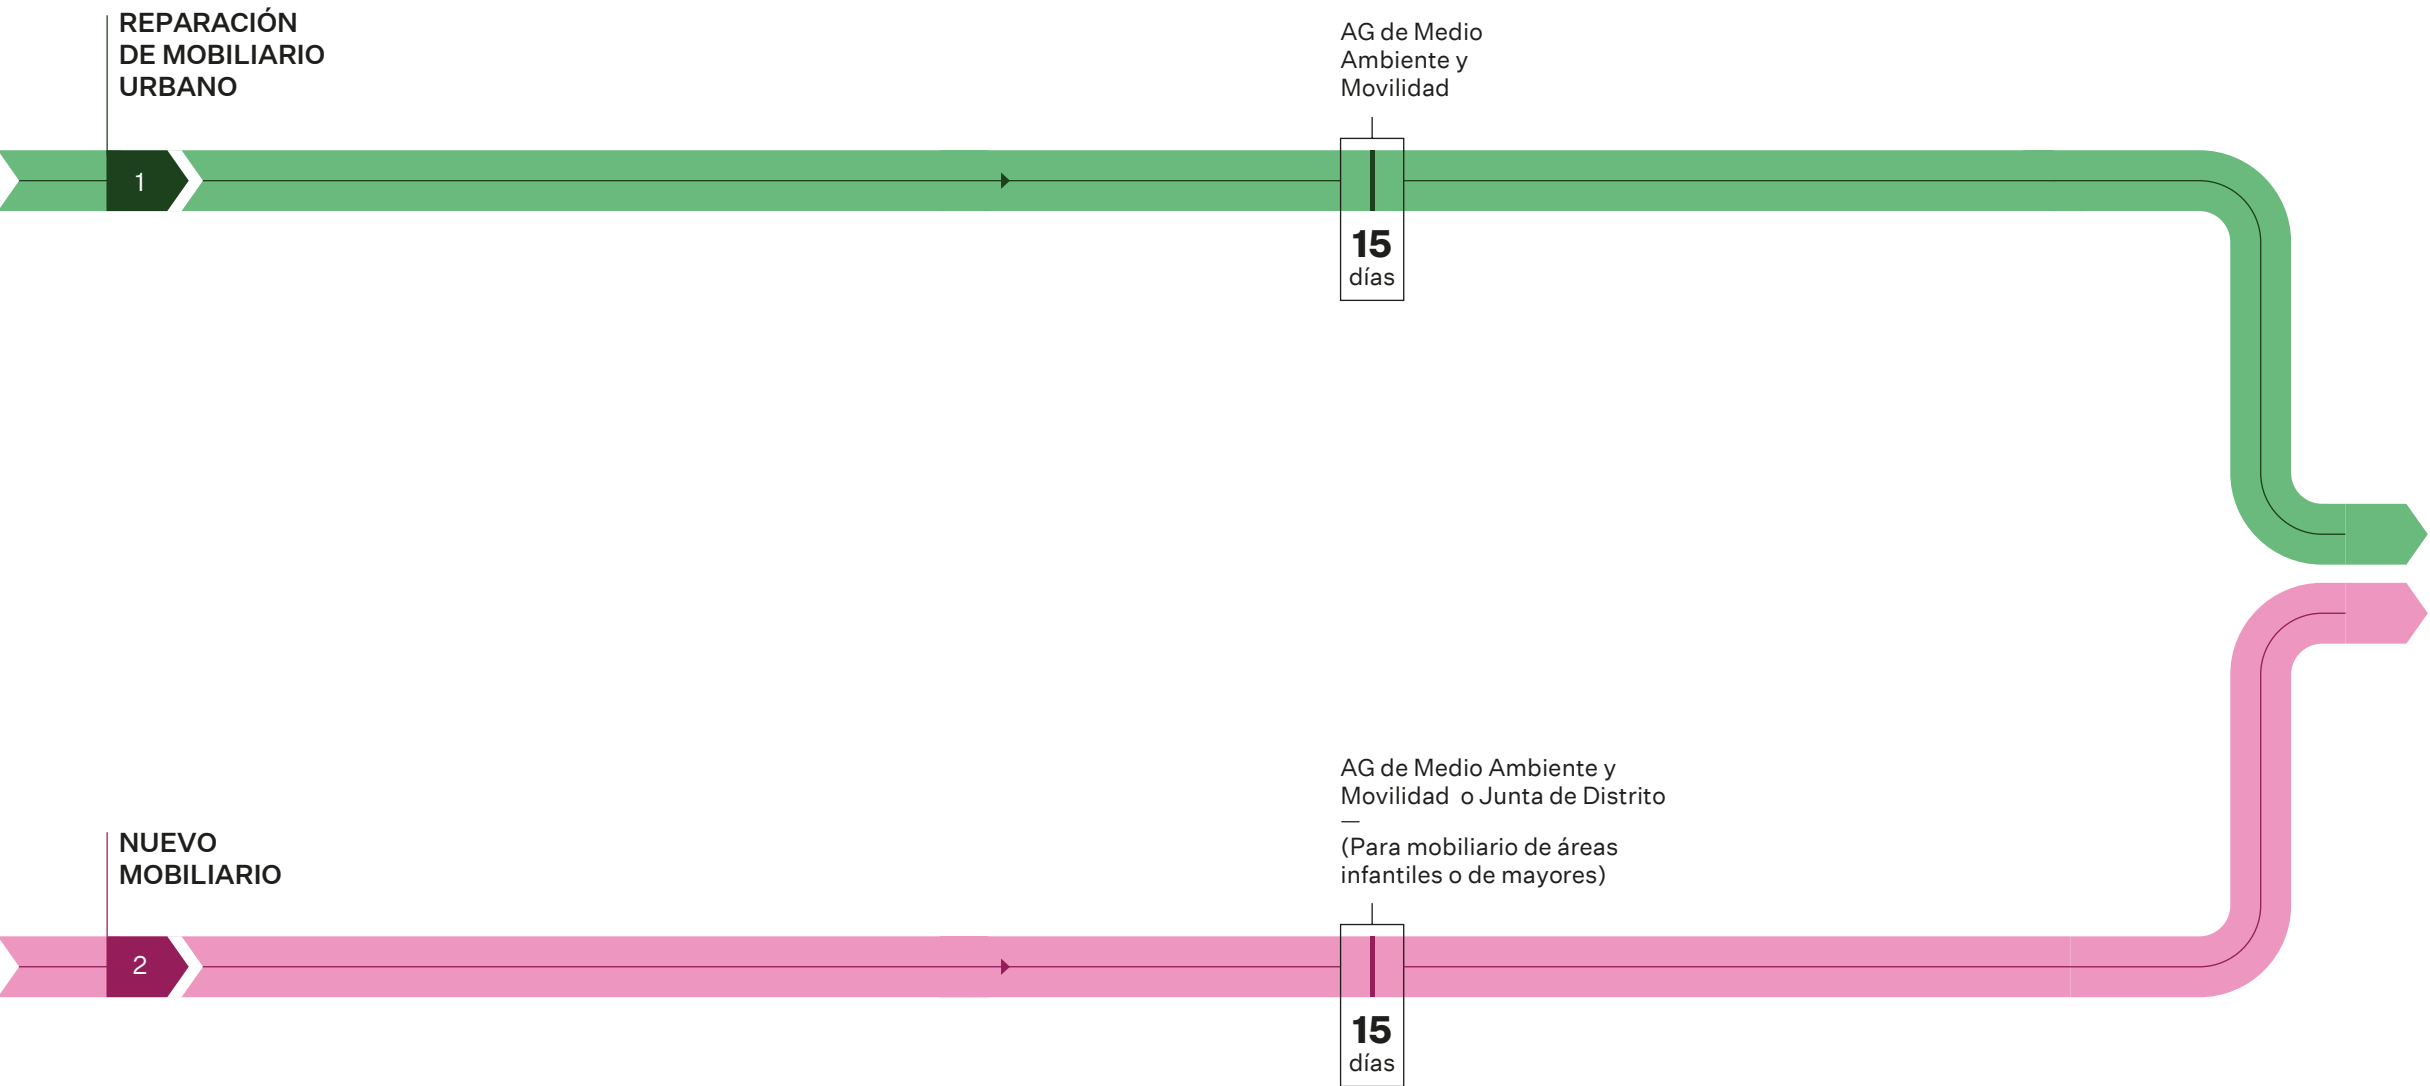 REPARACIÓN
DE MOBILIARIO
URBANO
AG de Medio
Ambiente y
Movilidad
1
15
días
AG de Medio Ambiente y
Movilidad  o Junta de Distrito
—
(Para mobiliario de áreas
infantiles o de mayores)
NUEVO
MOBILIARIO
2
15
días